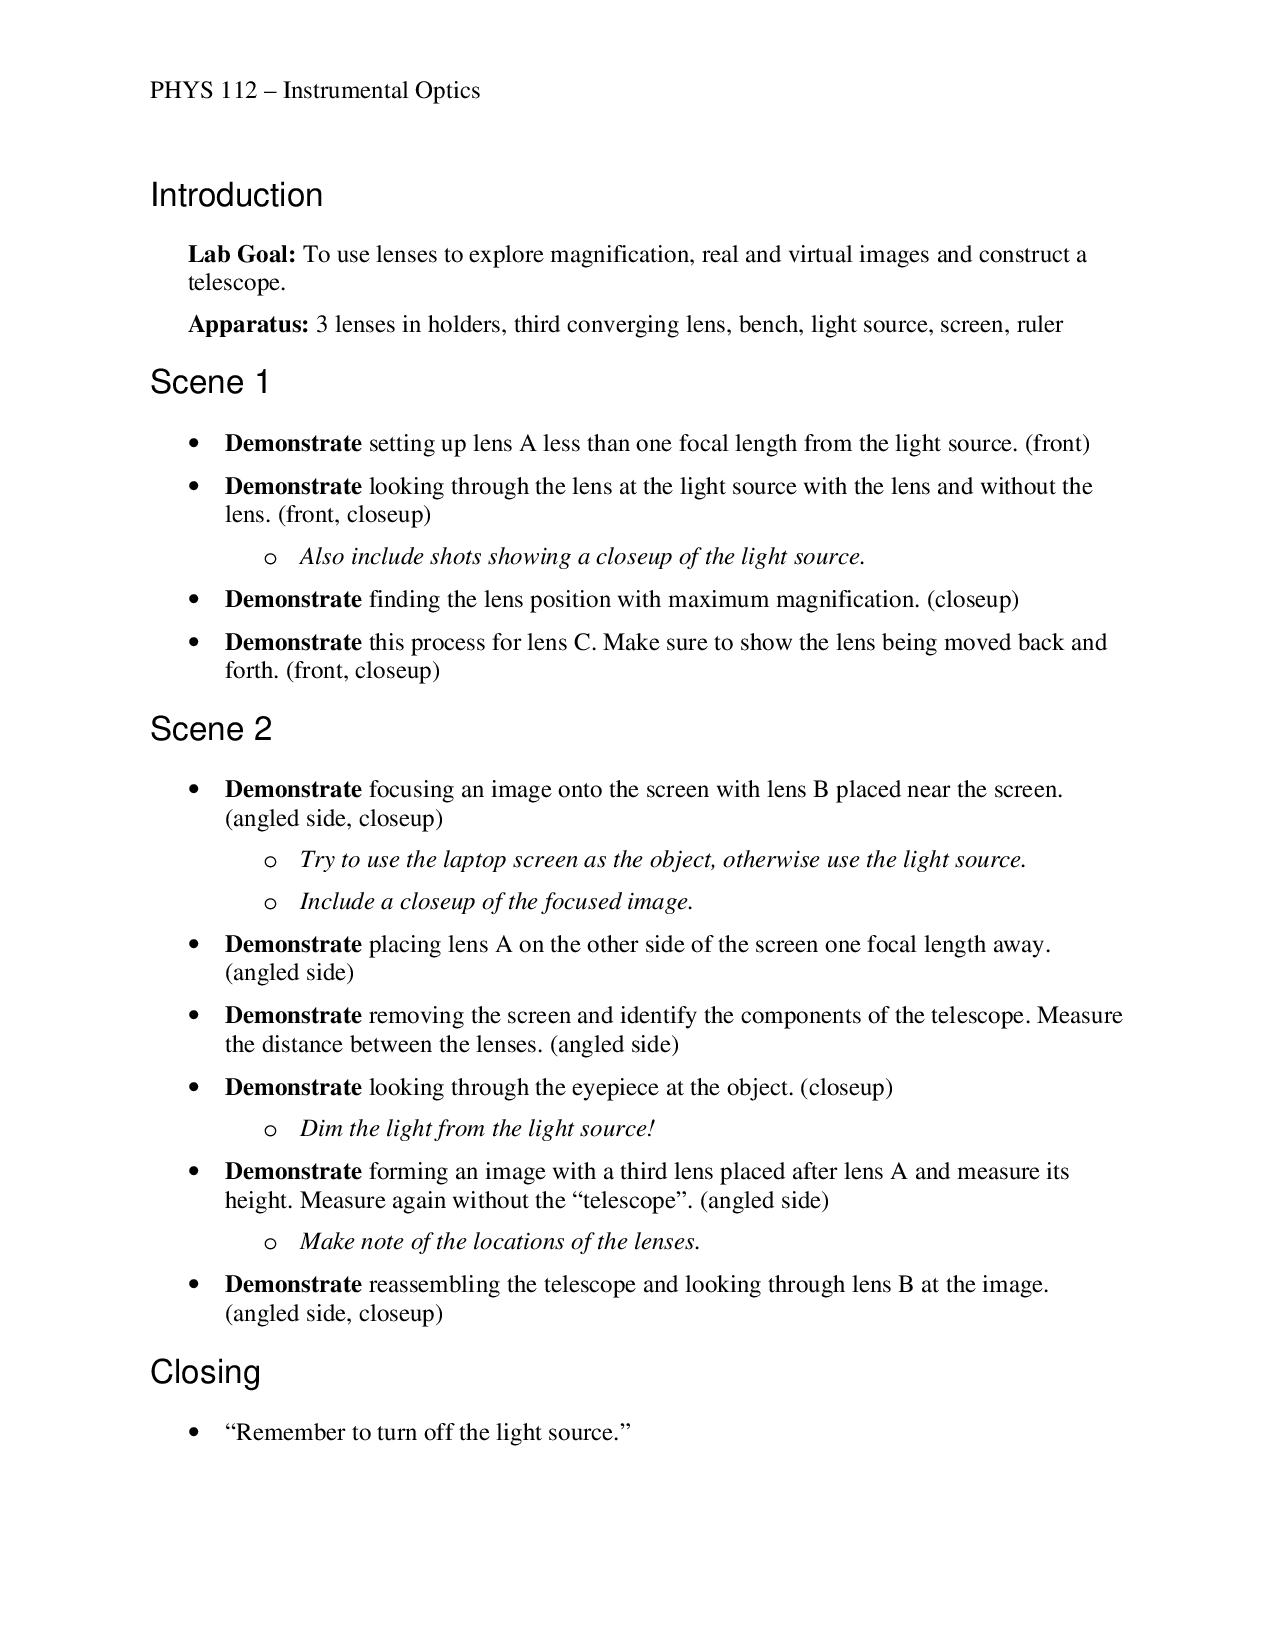 PHYS 112 – Instrumental Optics
Introduction
Lab Goal: To use lenses to explore magnification, real and virtual images and construct a
telescope.
Apparatus: 3 lenses in holders, third converging lens, bench, light source, screen, ruler
Scene 1
• Demonstrate setting up lens A less than one focal length from the light source. (front)
• Demonstrate looking through the lens at the light source with the lens and without the
lens. (front, closeup)
o Also include shots showing a closeup of the light source.
• Demonstrate finding the lens position with maximum magnification. (closeup)
• Demonstrate this process for lens C. Make sure to show the lens being moved back and
forth. (front, closeup)
Scene 2
• Demonstrate focusing an image onto the screen with lens B placed near the screen.
(angled side, closeup)
o Try to use the laptop screen as the object, otherwise use the light source.
o Include a closeup of the focused image.
• Demonstrate placing lens A on the other side of the screen one focal length away.
(angled side)
• Demonstrate removing the screen and identify the components of the telescope. Measure
the distance between the lenses. (angled side)
• Demonstrate looking through the eyepiece at the object. (closeup)
o Dim the light from the light source!
• Demonstrate forming an image with a third lens placed after lens A and measure its
height. Measure again without the “telescope”. (angled side)
o Make note of the locations of the lenses.
• Demonstrate reassembling the telescope and looking through lens B at the image.
(angled side, closeup)
Closing
• “Remember to turn off the light source.”